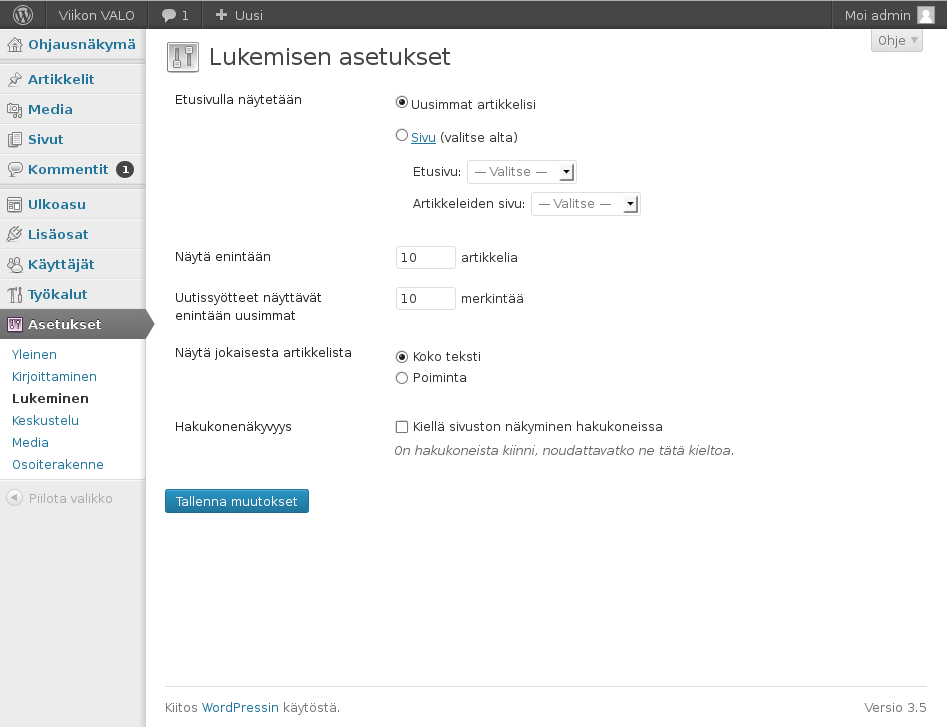 Viikon VALO 1 Uusi Moi admin
Ohje
Ohjausnäkymä
Artikkelit
Media
Sivut
Kommentit 1
Ulkoasu
Lisäosat
Käyttäjät
Työkalut
Asetukset
Yleinen
Kirjoittaminen
Lukeminen
Keskustelu
Media
Osoiterakenne
Piilota valikko
Lukemisen asetukset
Etusivulla näytetään
Uusimmat artikkelisi
Sivu (valitse alta)
Etusivu: — Valitse —
Artikkeleiden sivu: — Valitse —
Näytä enintään 10 artikkelia
Uutissyötteet näyttävät
enintään uusimmat
10 merkintää
Näytä jokaisesta artikkelista
Koko teksti
Poiminta
Hakukonenäkyvyys
Kiellä sivuston näkyminen hakukoneissa
On hakukoneista kiinni, noudattavatko ne tätä kieltoa.
Tallenna muutokset
Kiitos WordPressin käytöstä. Versio 3.5